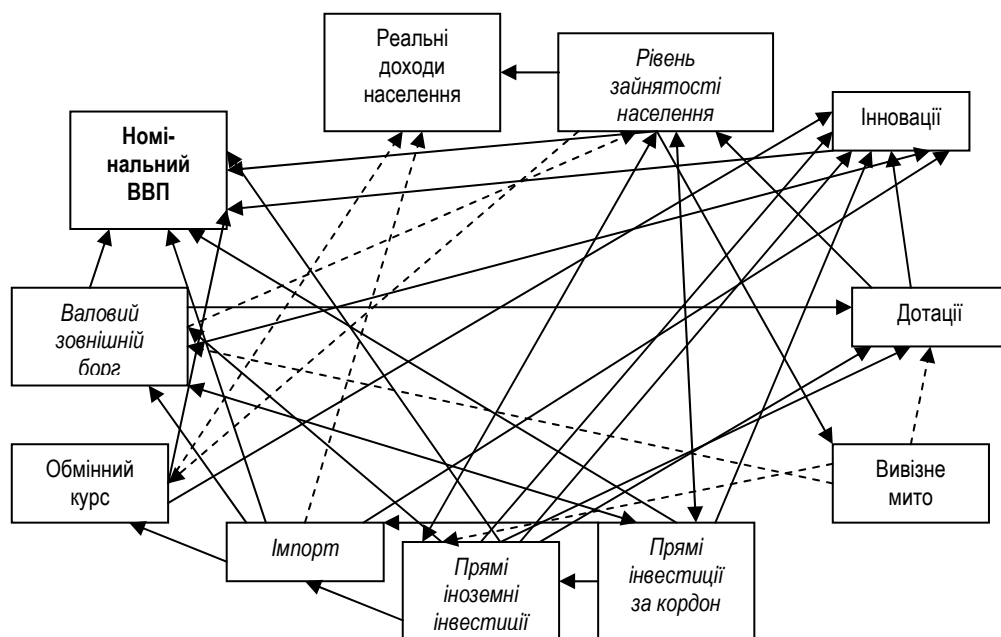 Реальні
доходи
населення
Рівень
зайнятості
населення
Номі-
нальний
ВВП
Інновації
Валовий
зовнішній
борг
Дотації
Обмінний
курс
Вивізне
мито
Імпорт
Прямі
іноземні
інвестиції
Прямі
інвестиції
за кордон